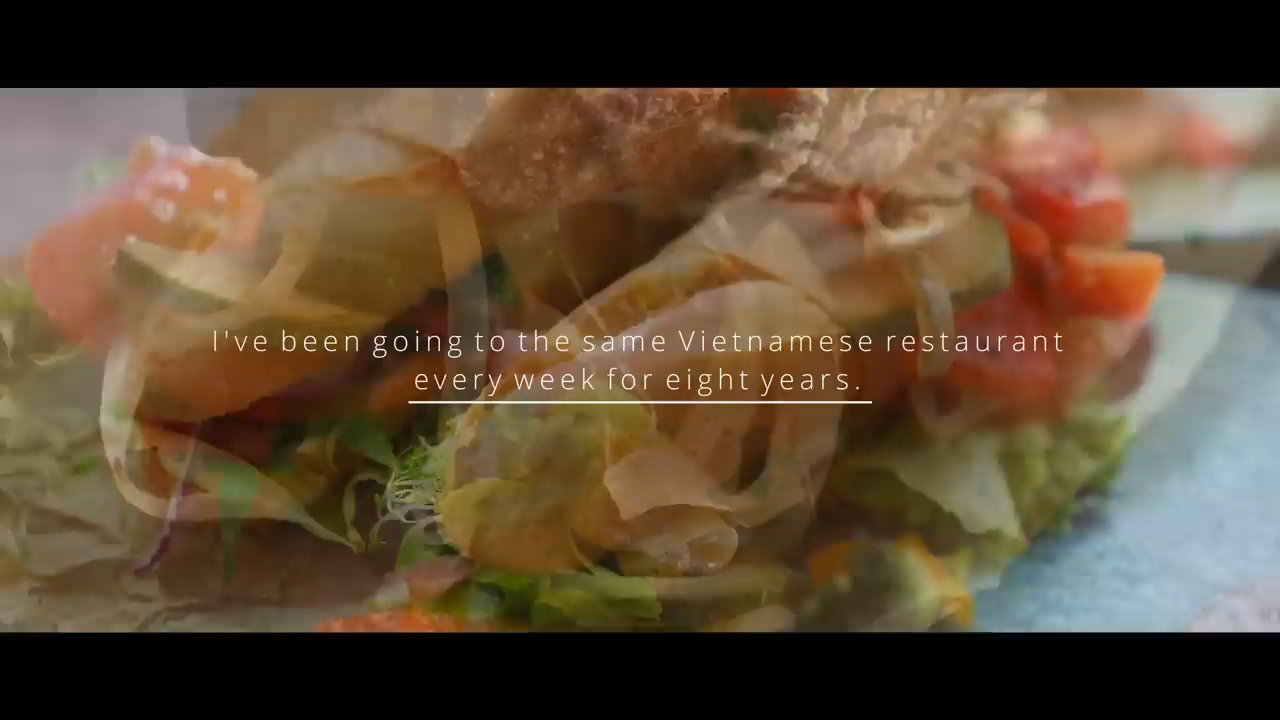 I've been going to the same Vietnamese restaurant
every week for eight years.